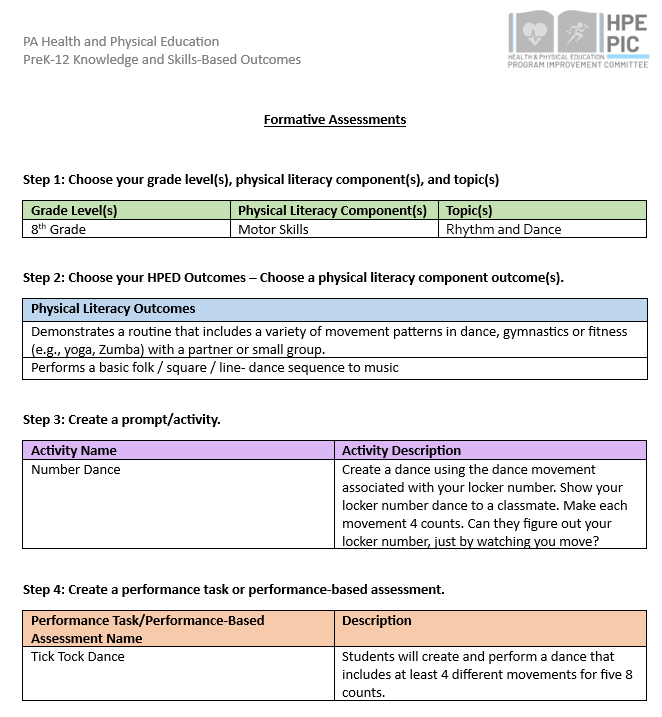 PA Health and Physical Education
PreK-12 Knowledge and Skills-Based Outcomes
HPE
PIC
HEALTH & PHYSICAL EDUCATION
PROGRAM IMPROVEMENT COMMITTEE
Formative Assessments
Step 1: Choose your grade level(s), physical literacy component(s), and topic(s)
Grade Level(s) Physical Literacy Component(s) Topic(s)
8th Grade Motor Skills Rhythm and Dance
Step 2: Choose your HPED Outcomes – Choose a physical literacy component outcome(s).
Physical Literacy Outcomes
Demonstrates a routine that includes a variety of movement patterns in dance, gymnastics or fitness
(e.g., yoga, Zumba) with a partner or small group.
Performs a basic folk / square / line- dance sequence to music
Step 3: Create a prompt/activity.
Activity Name Activity Description
Number Dance Create a dance using the dance movement
associated with your locker number. Show your
locker number dance to a classmate. Make each
movement 4 counts. Can they figure out your
locker number, just by watching you move?
Step 4: Create a performance task or performance-based assessment.
Performance Task/Performance-Based Description
Assessment Name
Tick Tock Dance Students will create and perform a dance that
includes at least 4 different movements for five 8
counts.